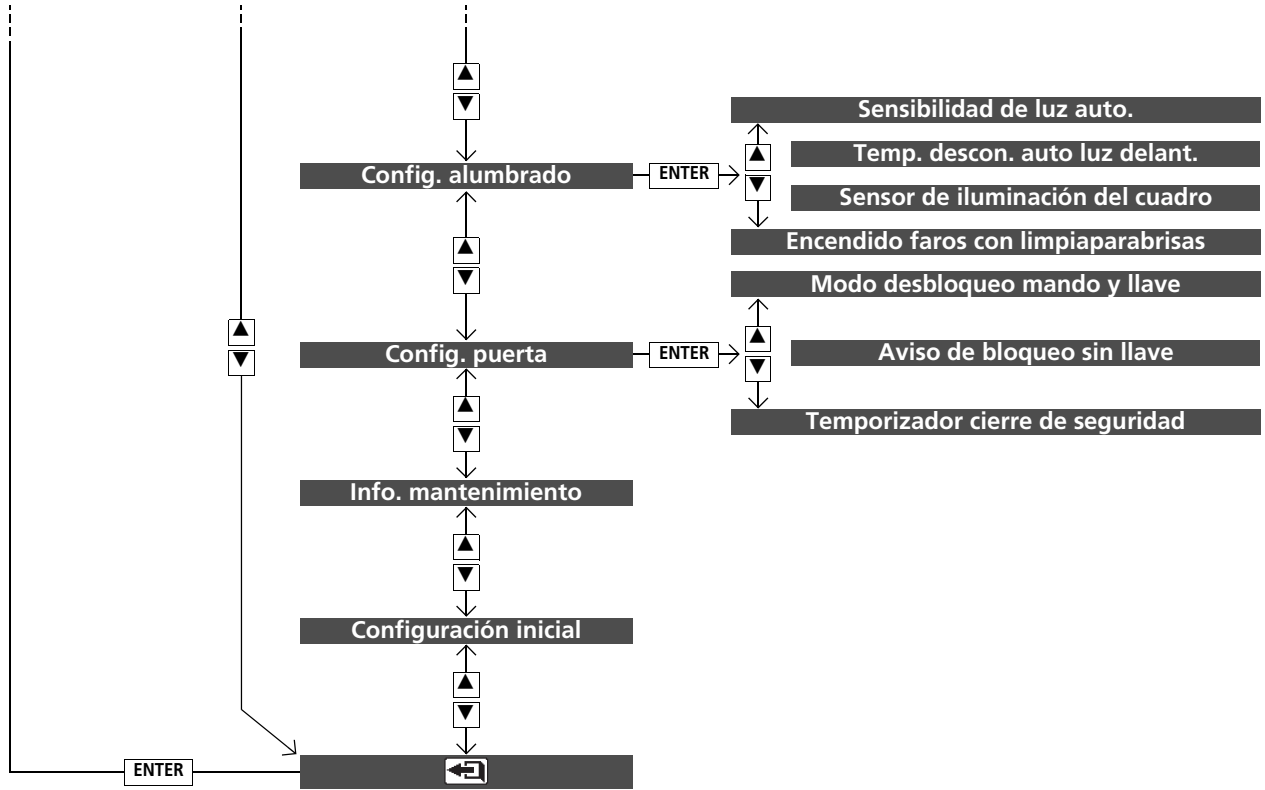 Sensibilidad de luz auto.
Temp. descon. auto luz delant.
Config. alumbrado
ENTER
Sensor de iluminación del cuadro
Encendido faros con limpiaparabrisas
Modo desbloqueo mando y llave
Config. puerta
ENTER
Aviso de bloqueo sin llave
Temporizador cierre de seguridad
Info. mantenimiento
Configuración inicial
ENTER